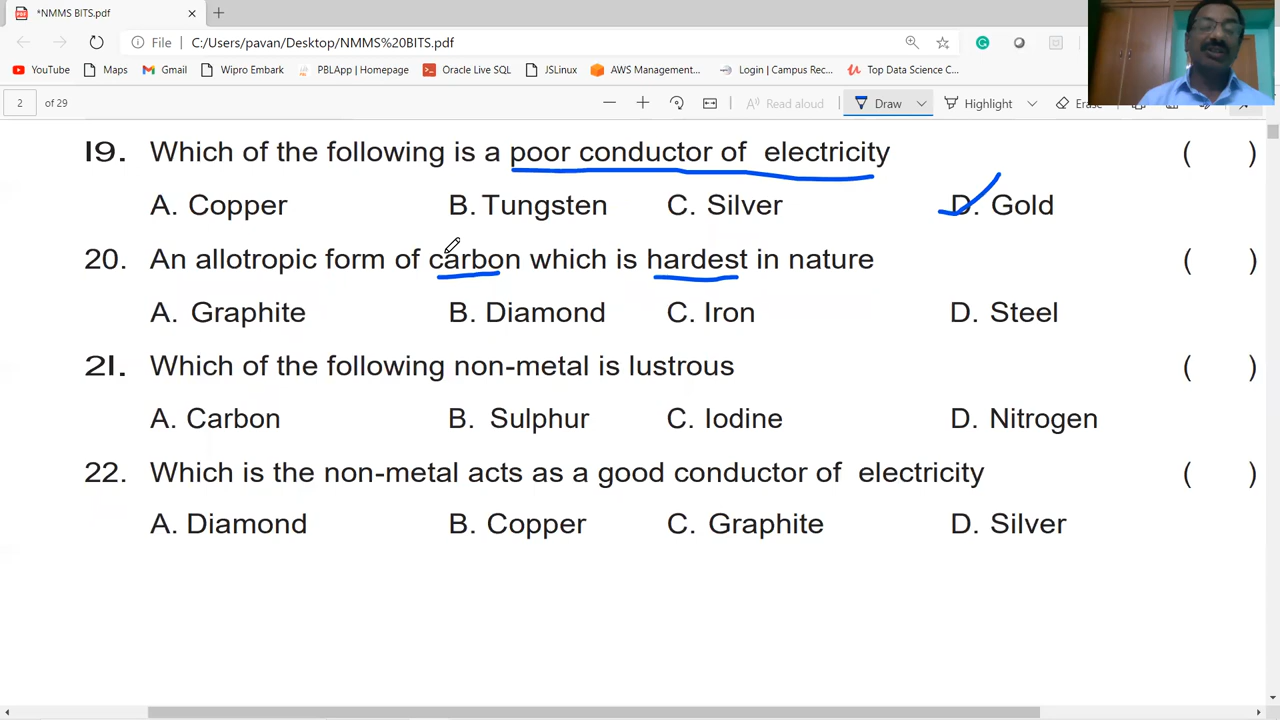 *NMMS BITS.pdf
File C:/Users/pavan/Desktop/NMMS%20BITS.pdf
YouTube Maps Gmail Wipro Embark PBLApp | Homepage Oracle Live SQL JSLinux AWS Management... Login | Campus Rec... Top Data Science C...
2 of 29 Read aloud Draw Highlight Erase
19. Which of the following is a poor conductor of electricity ( )
A. Copper B. Tungsten C. Silver D. Gold
20. An allotropic form of carbon which is hardest in nature ( )
A. Graphite B. Diamond C. Iron D. Steel
21. Which of the following non-metal is lustrous ( )
A. Carbon B. Sulphur C. Iodine D. Nitrogen
22. Which is the non-metal acts as a good conductor of electricity ( )
A. Diamond B. Copper C. Graphite D. Silver